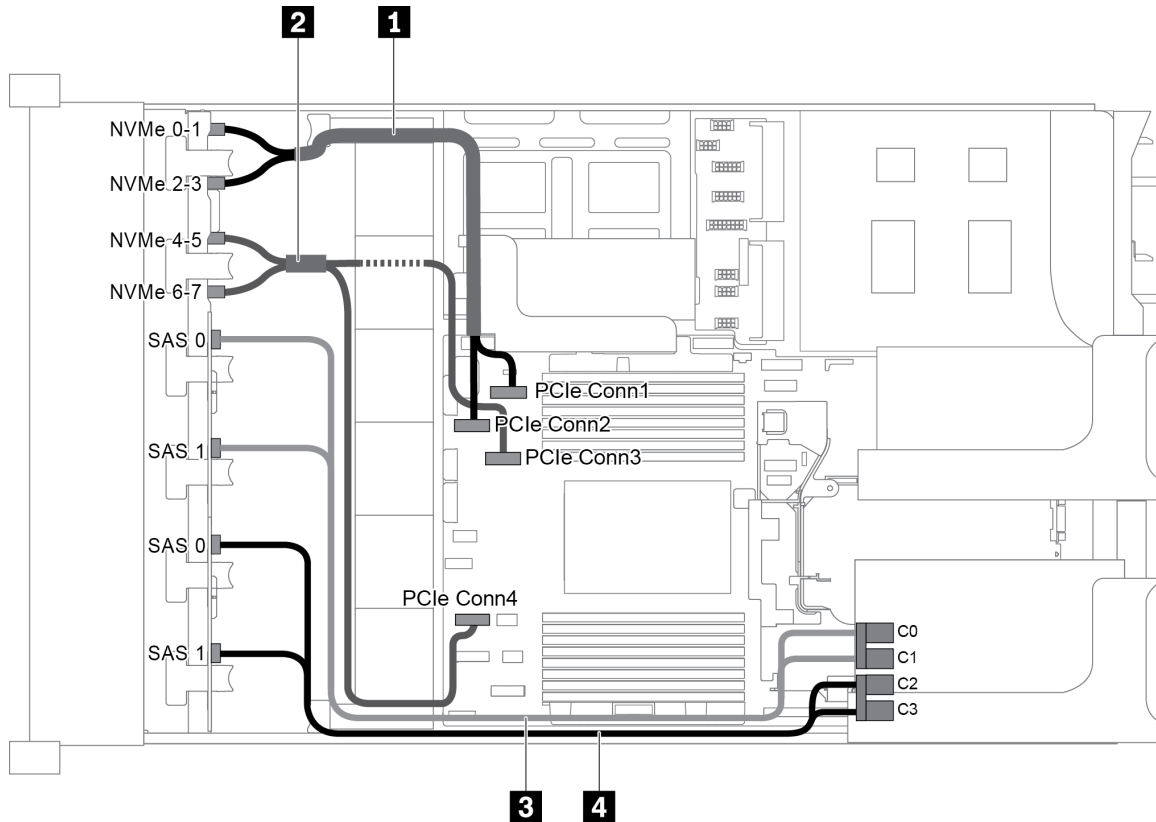 2 1
NVMe 0-1
NVMe 2-3
NVMe 4-5
NVMe 6-7
SAS 0
PCIe Conn1
PCIe Conn2
SAS 1
PCIe Conn3
SAS 0
PCIe Conn4
C0
SAS 1
C1
C2
C3
3 4